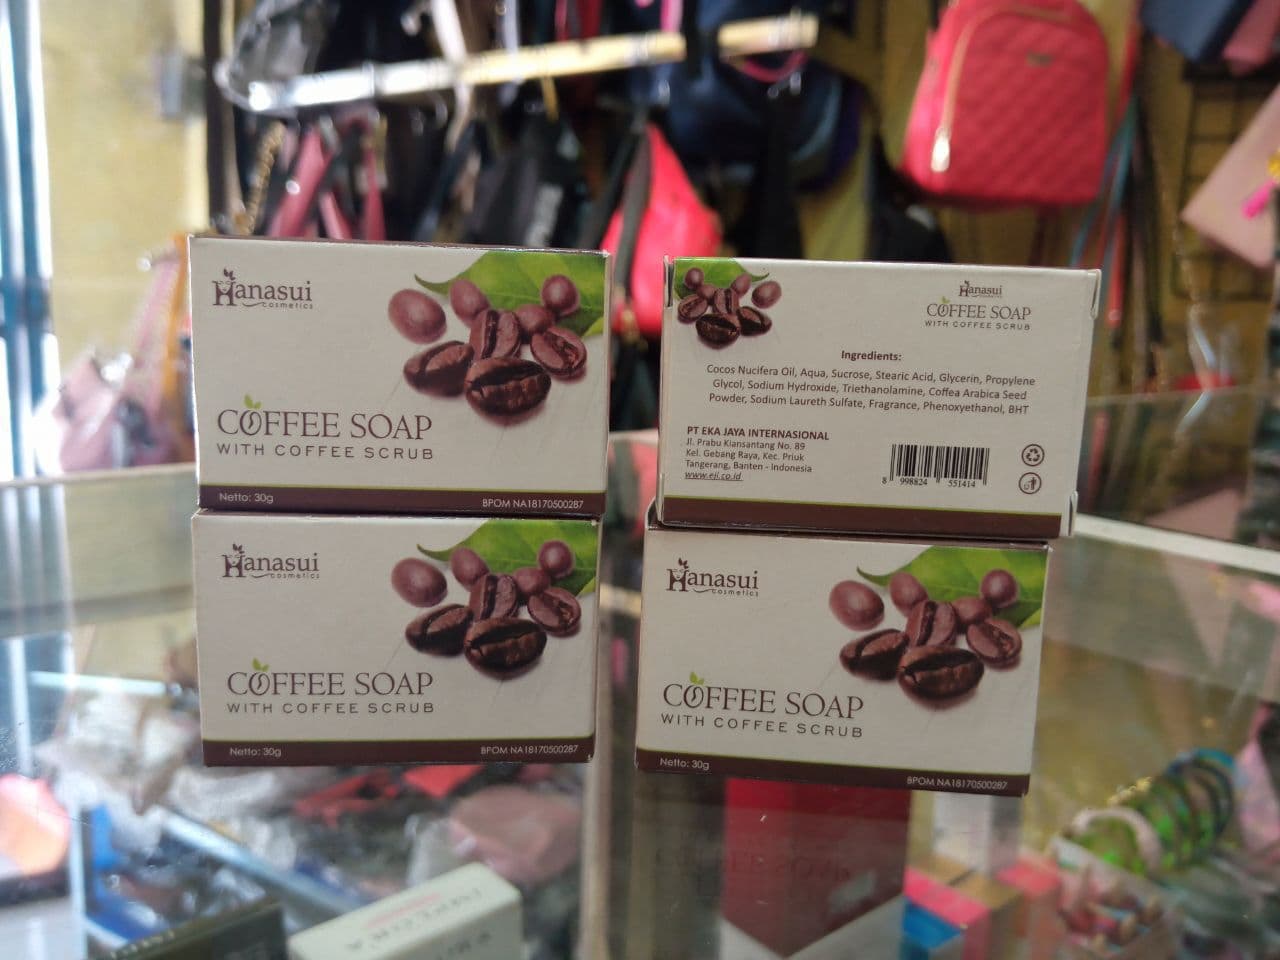 Hanasui
cosmetics
COFFEE SOAP
WITH COFFEE SCRUB
Netto: 30g
BPOM NA18170500287
Hanasui
cosmetics
COFFEE SOAP
WITH COFFEE SCRUB
Ingredients:
Cocos Nucifera Oil, Aqua, Sucrose, Stearic Acid, Glycerin, Propylene
Glycol, Sodium Hydroxide, Triethanolamine, Coffea Arabica Seed
Powder, Sodium Laureth Sulfate, Fragrance, Phenoxyethanol, BHT
PT EKA JAYA INTERNASIONAL
Jl. Prabu Kiansantang No. 89
Kel. Gebang Raya, Kec. Priuk
Tangerang, Banten - Indonesia
www.eji.co.id
8 998824 551414
Hanasui
cosmetics
COFFEE SOAP
WITH COFFEE SCRUB
Netto: 30g
BPOM NA18170500287
Hanasui
cosmetics
COFFEE SOAP
WITH COFFEE SCRUB
Netto: 30g
BPOM NA18170500287